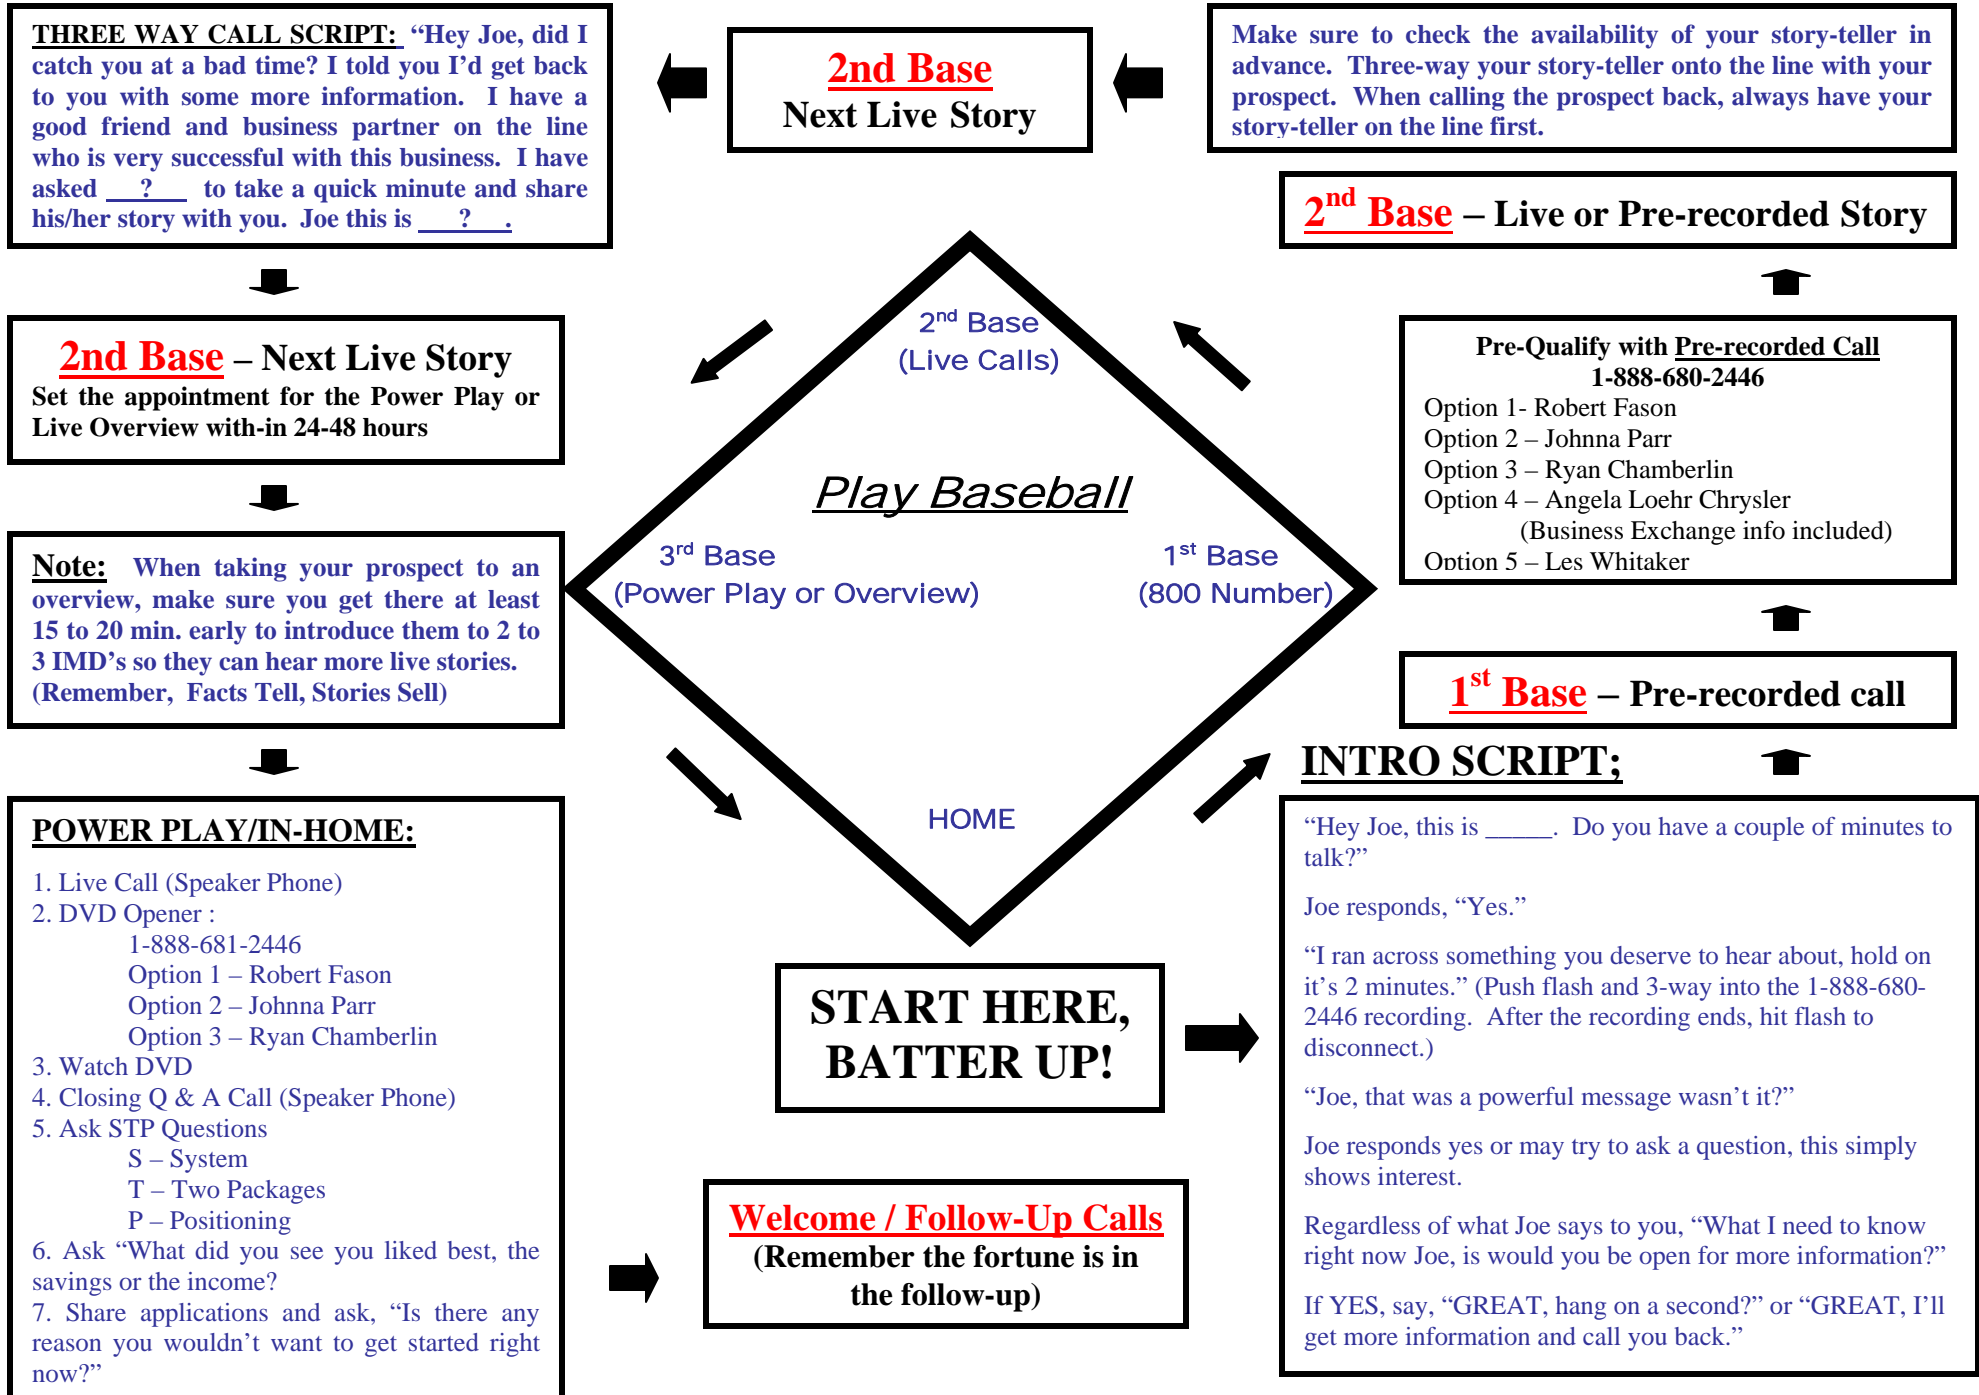 THREE WAY CALL SCRIPT: “Hey Joe, did I
catch you at a bad time? I told you I’d get back
to you with some more information. I have a
good friend and business partner on the line
who is very successful with this business. I have
asked __?__ to take a quick minute and share
his/her story with you. Joe this is ___?__.
2nd Base
Next Live Story
Make sure to check the availability of your story-teller in
advance. Three-way your story-teller onto the line with your
prospect. When calling the prospect back, always have your
story-teller on the line first.
2nd Base – Live or Pre-recorded Story
2nd Base – Next Live Story
Set the appointment for the Power Play or
Live Overview with-in 24-48 hours
Pre-Qualify with Pre-recorded Call
1-888-680-2446
Option 1- Robert Fason
Option 2 – Johnna Parr
Option 3 – Ryan Chamberlin
Option 4 – Angela Loehr Chrysler
(Business Exchange info included)
Option 5 – Les Whitaker
2nd Base
(Live Calls)
Play Baseball
3rd Base
(Power Play or Overview)
1st Base
(800 Number)
HOME
Note: When taking your prospect to an
overview, make sure you get there at least
15 to 20 min. early to introduce them to 2 to
3 IMD’s so they can hear more live stories.
(Remember, Facts Tell, Stories Sell)
1st Base – Pre-recorded call
INTRO SCRIPT;
“Hey Joe, this is _____. Do you have a couple of minutes to
talk?”
Joe responds, “Yes.”
“I ran across something you deserve to hear about, hold on
it’s 2 minutes.” (Push flash and 3-way into the 1-888-680-
2446 recording. After the recording ends, hit flash to
disconnect.)
“Joe, that was a powerful message wasn’t it?”
Joe responds yes or may try to ask a question, this simply
shows interest.
Regardless of what Joe says to you, “What I need to know
right now Joe, is would you be open for more information?”
If YES, say, “GREAT, hang on a second?” or “GREAT, I’ll
get more information and call you back.”
POWER PLAY/IN-HOME:
1. Live Call (Speaker Phone)
2. DVD Opener :
1-888-681-2446
Option 1 – Robert Fason
Option 2 – Johnna Parr
Option 3 – Ryan Chamberlin
3. Watch DVD
4. Closing Q & A Call (Speaker Phone)
5. Ask STP Questions
S – System
T – Two Packages
P – Positioning
6. Ask “What did you see you liked best, the
savings or the income?
7. Share applications and ask, “Is there any
reason you wouldn’t want to get started right
now?”
START HERE,
BATTER UP!
Welcome / Follow-Up Calls
(Remember the fortune is in
the follow-up)